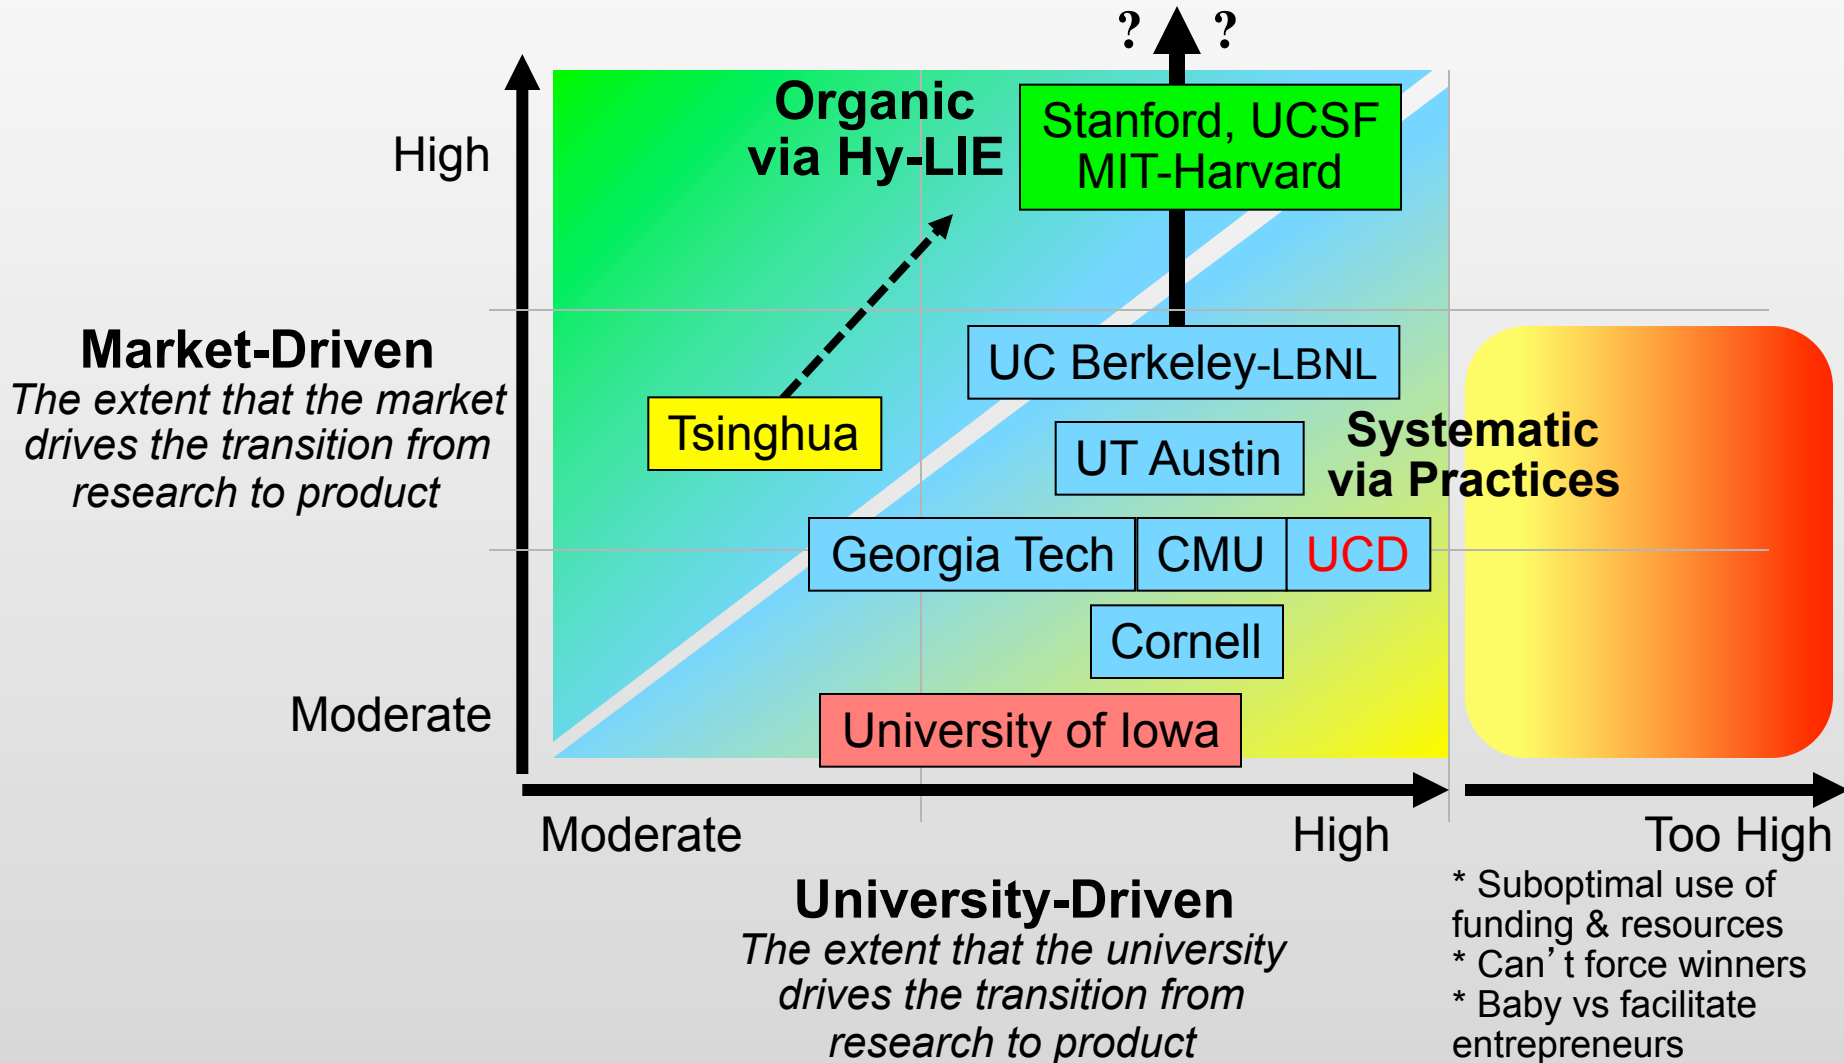 ? ?
Organic
via Hy-LIE
Stanford, UCSF
MIT-Harvard
High
Market-Driven
The extent that the market
drives the transition from
research to product
UC Berkeley-LBNL
Tsinghua
UT Austin
Systematic
via Practices
Georgia Tech
CMU
UCD
Cornell
Moderate
University of Iowa
Moderate
High
Too High
University-Driven
The extent that the university
drives the transition from
research to product
* Suboptimal use of
funding & resources
* Can’t force winners
* Baby vs facilitate
entrepreneurs